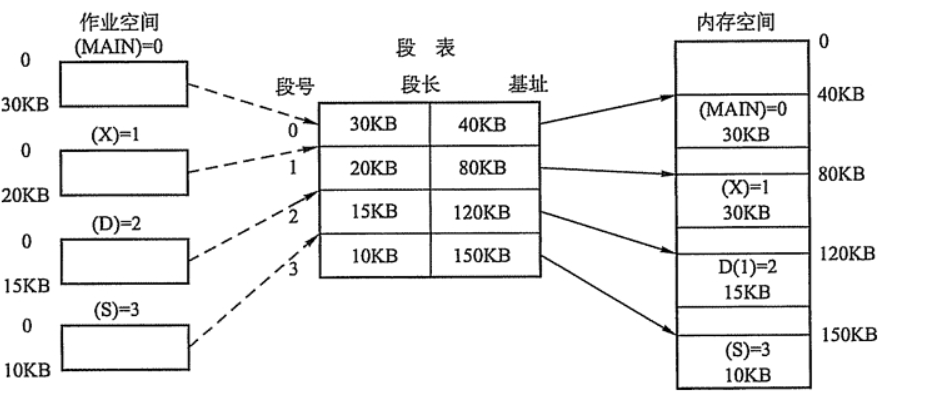 作业空间
(MAIN)=0
0
30KB
(X)=1
0
20KB
(D)=2
0
15KB
(S)=3
0
10KB
段 表
段号 段长 基址
0 30KB 40KB
1 20KB 80KB
2 15KB 120KB
3 10KB 150KB
内存空间
0
40KB
(MAIN)=0
30KB
80KB
(X)=1
30KB
120KB
D(1)=2
15KB
150KB
(S)=3
10KB